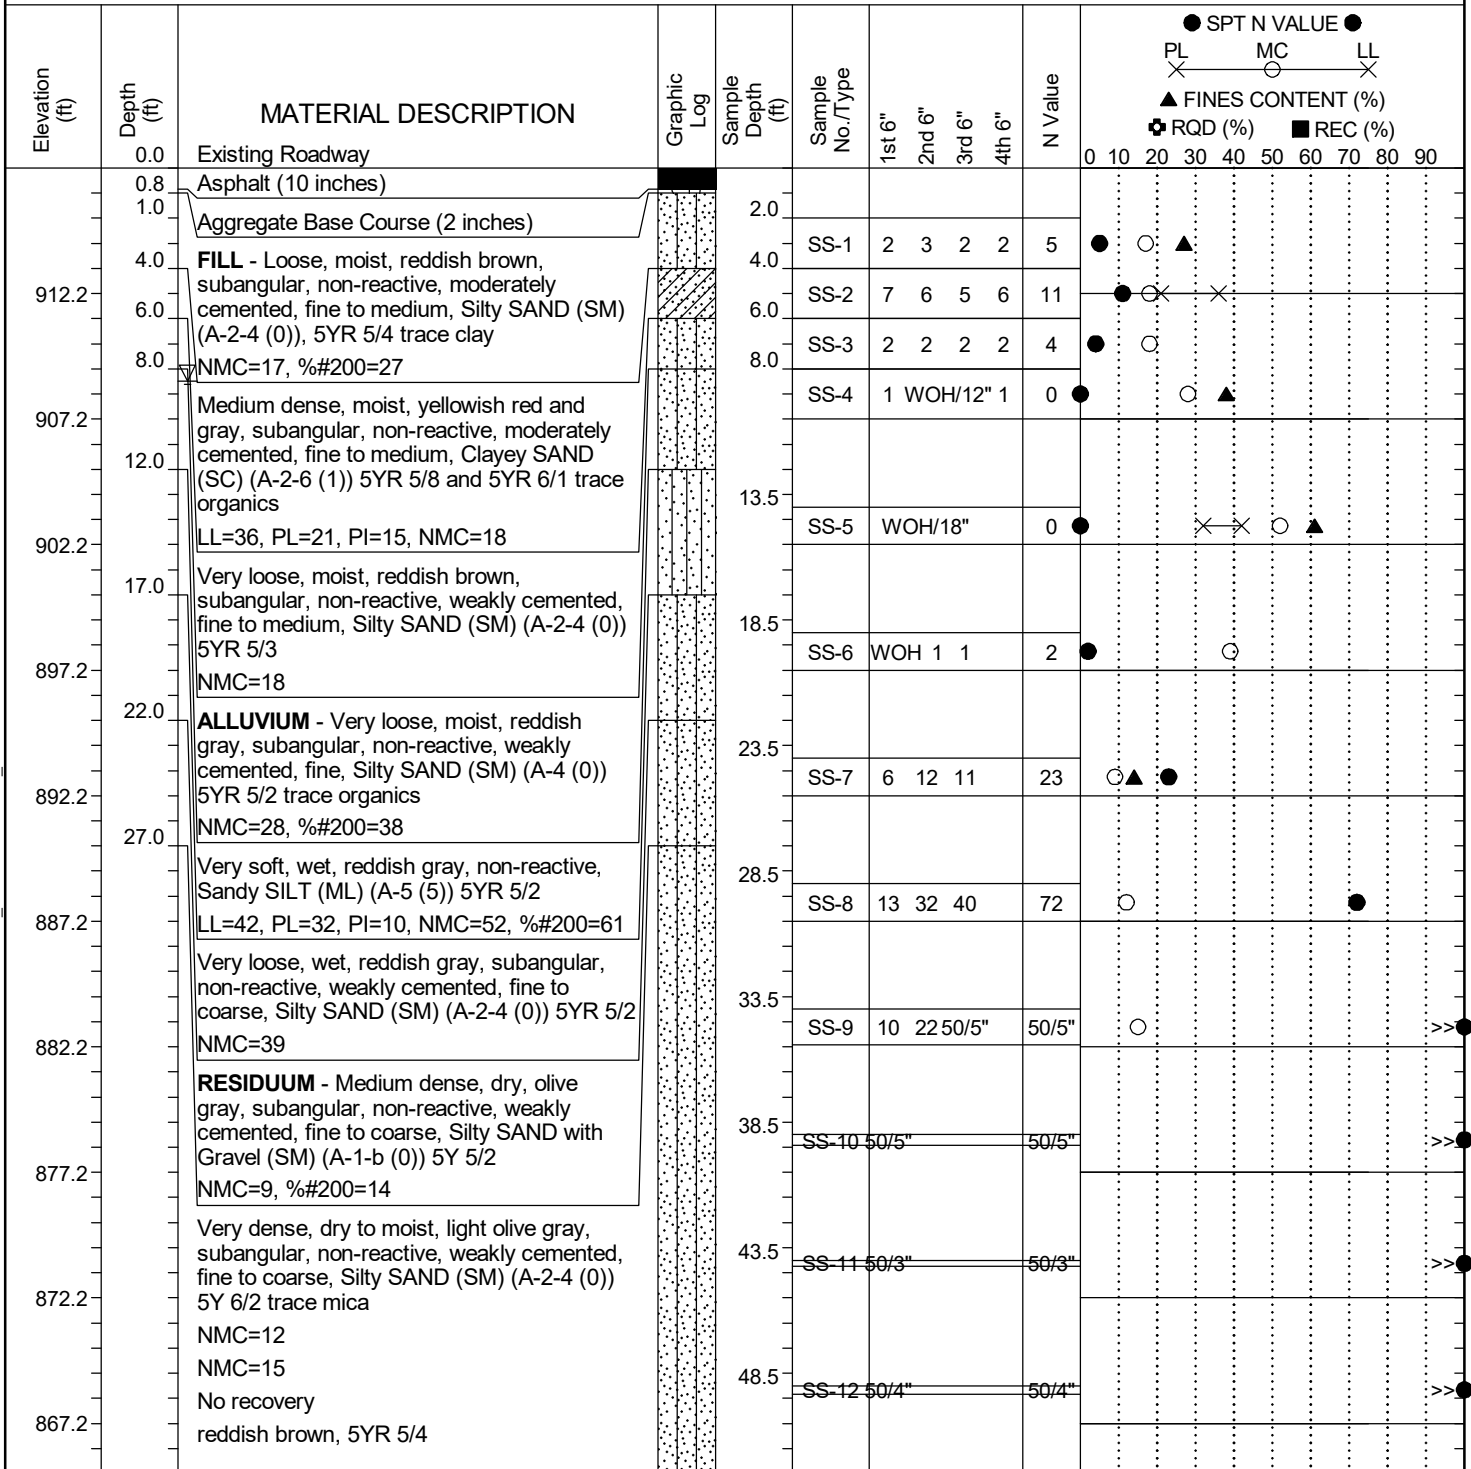 Elevation (ft)
Depth (ft)
MATERIAL DESCRIPTION
Graphic Log
Sample Depth (ft)
Sample No./Type
1st 6"
2nd 6"
3rd 6"
4th 6"
N Value
SPT N VALUE
PL MC LL
FINES CONTENT (%)
RQD (%) REC (%)
0 10 20 30 40 50 60 70 80 90
0.0 Existing Roadway
0.8 Asphalt (10 inches)
1.0
Aggregate Base Course (2 inches)
2.0
SS-1 2 3 2 2 5
4.0 FILL - Loose, moist, reddish brown,
subangular, non-reactive, moderately
cemented, fine to medium, Silty SAND (SM)
(A-2-4 (0)), 5YR 5/4 trace clay
NMC=17, %#200=27
4.0
912.2
SS-2 7 6 5 6 11
6.0
6.0
SS-3 2 2 2 2 4
8.0
8.0
SS-4 1 WOH/12" 1 0
Medium dense, moist, yellowish red and
gray, subangular, non-reactive, moderately
cemented, fine to medium, Clayey SAND
(SC) (A-2-6 (1)) 5YR 5/8 and 5YR 6/1 trace
organics
LL=36, PL=21, PI=15, NMC=18
907.2
12.0
13.5
SS-5 WOH/18" 0
902.2
Very loose, moist, reddish brown,
subangular, non-reactive, weakly cemented,
fine to medium, Silty SAND (SM) (A-2-4 (0))
5YR 5/3
NMC=18
17.0
18.5
SS-6 WOH 1 1 2
897.2
22.0
ALLUVIUM - Very loose, moist, reddish
gray, subangular, non-reactive, weakly
cemented, fine, Silty SAND (SM) (A-4 (0))
5YR 5/2 trace organics
NMC=28, %#200=38
23.5
SS-7 6 12 11 23
892.2
27.0
Very soft, wet, reddish gray, non-reactive,
Sandy SILT (ML) (A-5 (5)) 5YR 5/2
LL=42, PL=32, PI=10, NMC=52, %#200=61
28.5
SS-8 13 32 40 72
887.2
Very loose, wet, reddish gray, subangular,
non-reactive, weakly cemented, fine to
coarse, Silty SAND (SM) (A-2-4 (0)) 5YR 5/2
NMC=39
33.5
SS-9 10 22 50/5" 50/5" >>
882.2
RESIDUUM - Medium dense, dry, olive
gray, subangular, non-reactive, weakly
cemented, fine to coarse, Silty SAND with
Gravel (SM) (A-1-b (0)) 5Y 5/2
NMC=9, %#200=14
38.5
SS-10 50/5" 50/5" >>
877.2
Very dense, dry to moist, light olive gray,
subangular, non-reactive, weakly cemented,
fine to coarse, Silty SAND (SM) (A-2-4 (0))
5Y 6/2 trace mica
NMC=12
NMC=15
No recovery
reddish brown, 5YR 5/4
43.5
SS-11 50/3" 50/3" >>
872.2
48.5
SS-12 50/4" 50/4" >>
867.2